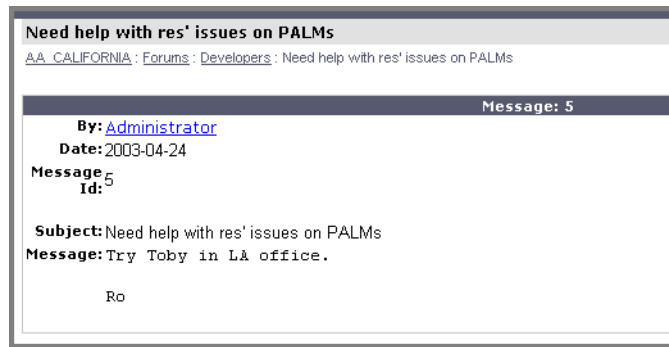 Need help with res' issues on PALMs
AA_CALIFORNIA : Forums : Developers : Need help with res' issues on PALMs
Message: 5
By: Administrator
Date: 2003-04-24
Message Id: 5
Subject: Need help with res' issues on PALMs
Message: Try Toby in LA office.
Ro